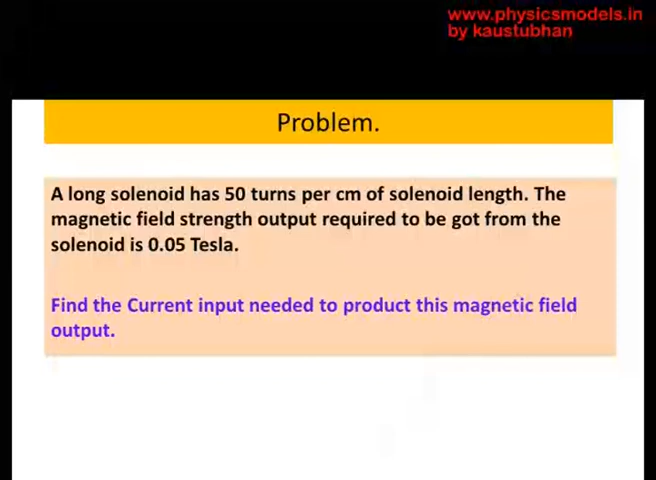 www.physicsmodels.in
by kaustubhan
Problem.
A long solenoid has 50 turns per cm of solenoid length. The
magnetic field strength output required to be got from the
solenoid is 0.05 Tesla.
Find the Current input needed to product this magnetic field
output.